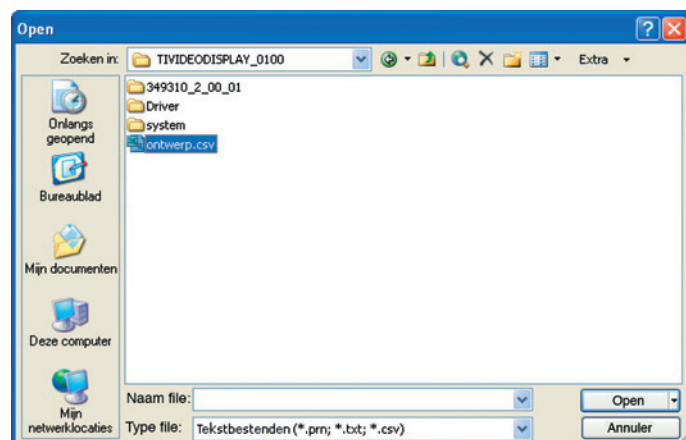 Open
Zoeken in:
TIVIDEODISPLAY_0100
Extra
349310_2_00_01
Driver
system
ontwerp.csv
Onlangs
geopend
Bureaublad
Mijn documenten
Deze computer
Mijn
netwerklocaties
Naam file:
Open
Type file:
Tekstbestenden (*.prn; *.txt; *.csv)
Annuler